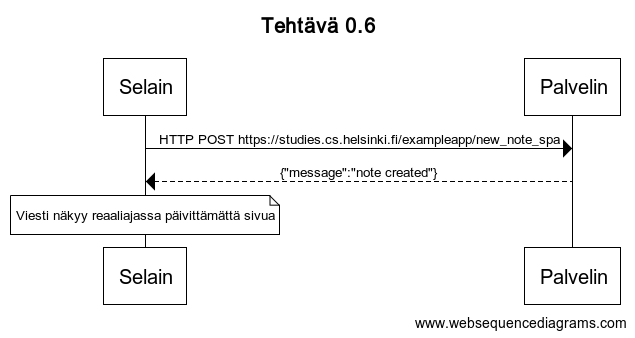 Tehtävä 0.6
Selain
Palvelin
HTTP POST https://studies.cs.helsinki.fi/exampleapp/new_note_spa
{"message":"note created"}
Viesti näkyy reaaliajassa päivittämättä sivua
Selain
Palvelin
www.websequencediagrams.com